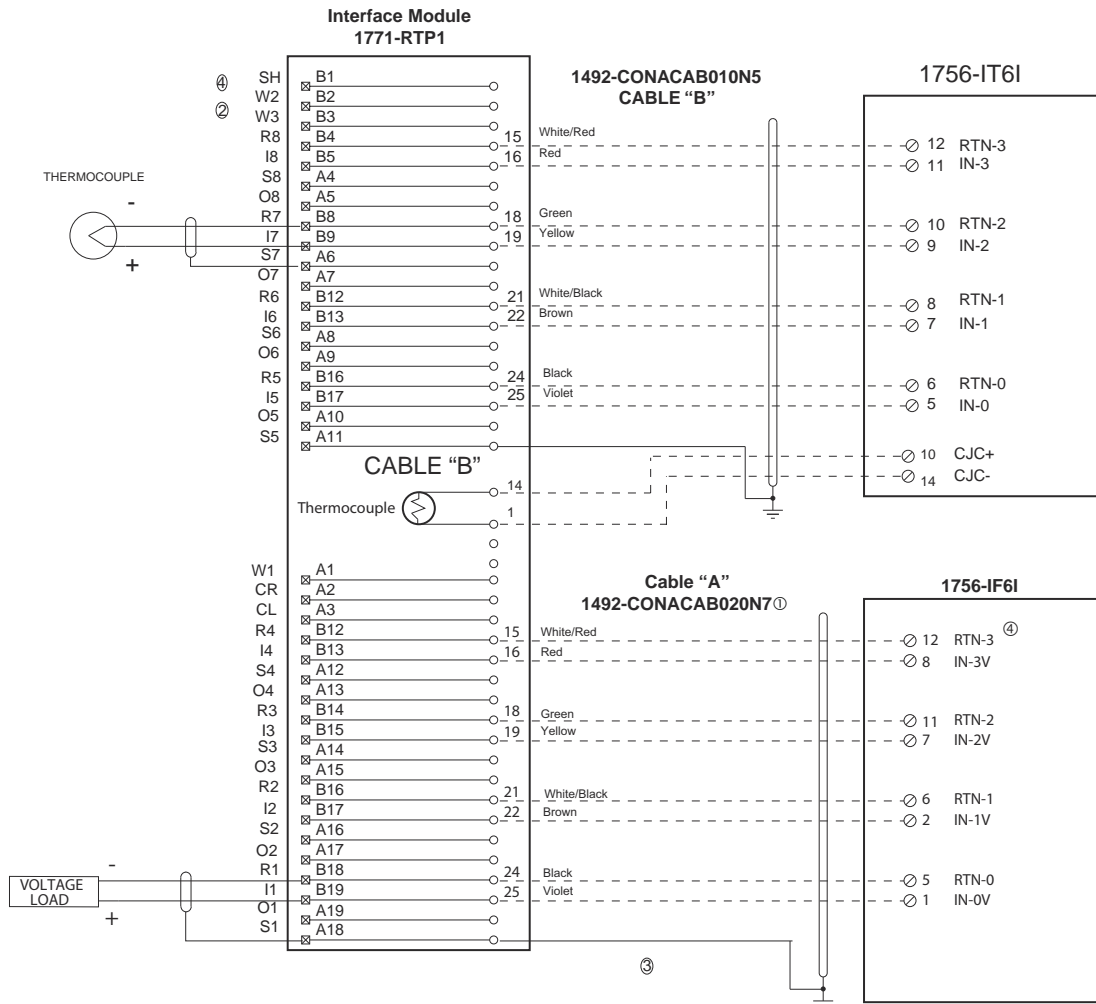 Interface Module
1771-RTP1
1492-CONACAB010N5
CABLE “B”
1756-IT6I
④ SH B1
W2 B2
② W3 B3
R8 B4 15 White/Red 12 RTN-3
I8 B5 16 Red 11 IN-3
S8 A4
THERMOCOUPLE
O8 A5
- R7 B8 18 Green 10 RTN-2
I7 B9 19 Yellow 9 IN-2
+ S7 A6
O7 A7
R6 B12 21 White/Black 8 RTN-1
I6 B13 22 Brown 7 IN-1
S6 A8
O6 A9
R5 B16 24 Black 6 RTN-0
I5 B17 25 Violet 5 IN-0
O5 A10
S5 A11
10 CJC+
CABLE “B”
14 CJC-
14
Thermocouple
1
W1 A1
CR A2
CL A3
Cable “A”
1492-CONACAB020N7①
1756-IF6I
R4 B12 15 White/Red 12 RTN-3 ④
I4 B13 16 Red 8 IN-3V
S4 A12
O4 A13
R3 B14 18 Green 11 RTN-2
I3 B15 19 Yellow 7 IN-2V
S3 A14
O3 A15
R2 B16 21 White/Black 6 RTN-1
I2 B17 22 Brown 2 IN-1V
S2 A16
O2 A17
- R1 B18 24 Black 5 RTN-0
VOLTAGE
LOAD
I1 B19 25 Violet 1 IN-0V
+ O1 A19
S1 A18
③